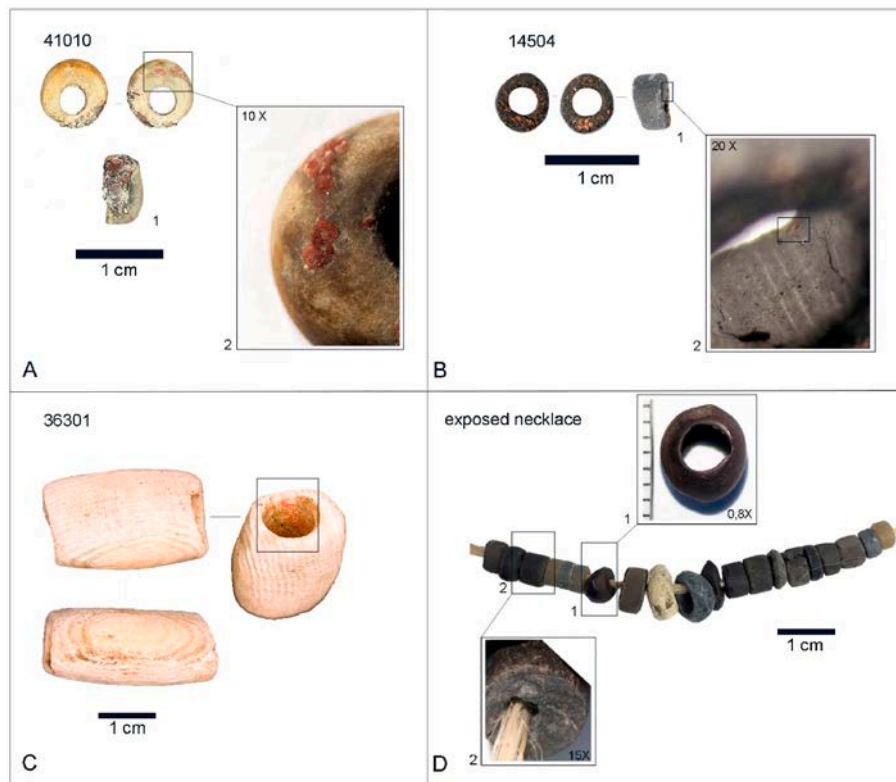 41010
10 X
1
1 cm
2
A
14504
1
1 cm
20 X
2
B
36301
1 cm
C
exposed necklace
1
0,8X
2
1
1 cm
2
15X
D